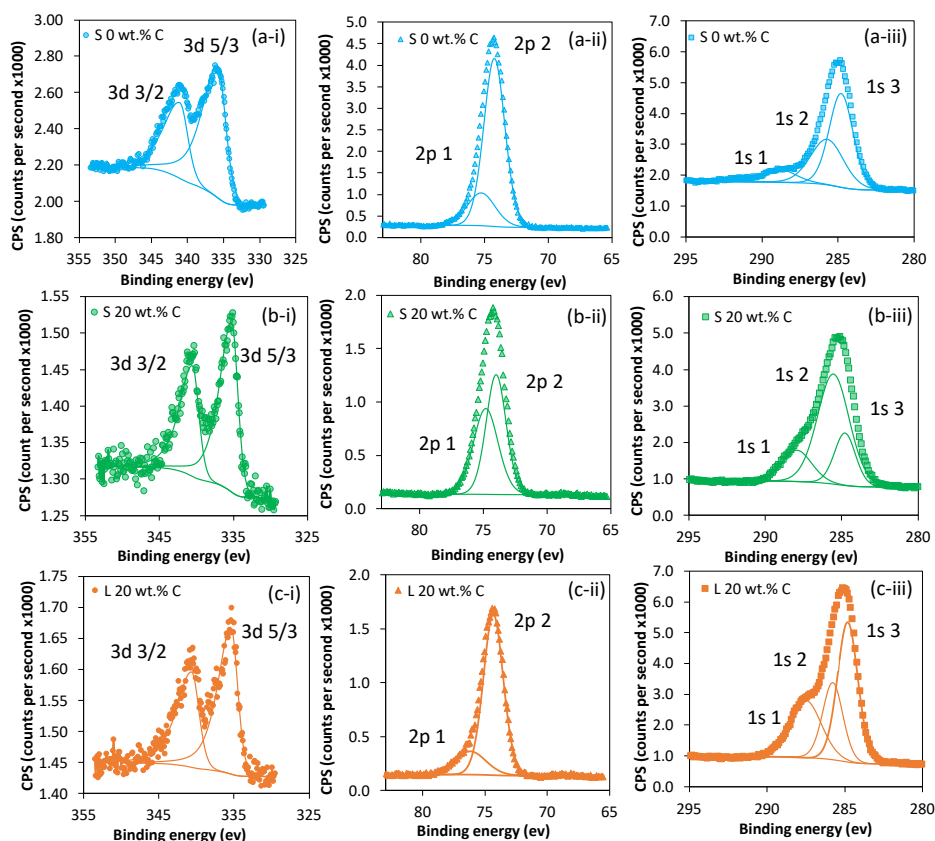 CPS (counts per second x1000)
3.00
2.80
2.60
2.40
2.20
2.00
1.80
S 0 wt.% C
(a-i)
3d 3/2
3d 5/3
355 350 345 340 335 330 325
Binding energy (ev)
CPS (counts per second x1000)
5.0
4.5
4.0
3.5
3.0
2.5
2.0
1.5
1.0
0.5
0.0
S 0 wt.% C
(a-ii)
2p 2
2p 1
80 75 70 65
Binding energy (ev)
CPS (counts per second x1000)
7.0
6.0
5.0
4.0
3.0
2.0
1.0
0.0
S 0 wt.% C
(a-iii)
1s 3
1s 2
1s 1
295 290 285 280
Binding energy (ev)
CPS (count per second x1000)
1.55
1.50
1.45
1.40
1.35
1.30
1.25
S 20 wt.% C
(b-i)
3d 3/2
3d 5/3
355 345 335 325
Binding energy (ev)
CPS (counts per second x1000)
2.0
1.5
1.0
0.5
0.0
S 20 wt.% C
(b-ii)
2p 2
2p 1
80 75 70 65
Binding energy (ev)
CPS (counts per second x1000)
6.0
5.0
4.0
3.0
2.0
1.0
0.0
S 20 wt.% C
(b-iii)
1s 2
1s 3
1s 1
295 290 285 280
Binding energy (ev)
CPS (counts per second x1000)
1.75
1.70
1.65
1.60
1.55
1.50
1.45
1.40
L 20 wt.% C
(c-i)
3d 3/2
3d 5/3
355 345 335 325
Binding energy (ev)
CPS (counts per second x1000)
2.0
1.6
1.2
0.8
0.4
0.0
L 20 wt.% C
(c-ii)
2p 2
2p 1
80 75 70 65
Binding energy (ev)
CPS (counts per second x1000)
7.0
6.0
5.0
4.0
3.0
2.0
1.0
0.0
L 20 wt.% C
(c-iii)
1s 3
1s 2
1s 1
295 290 285 280
Binding energy (ev)